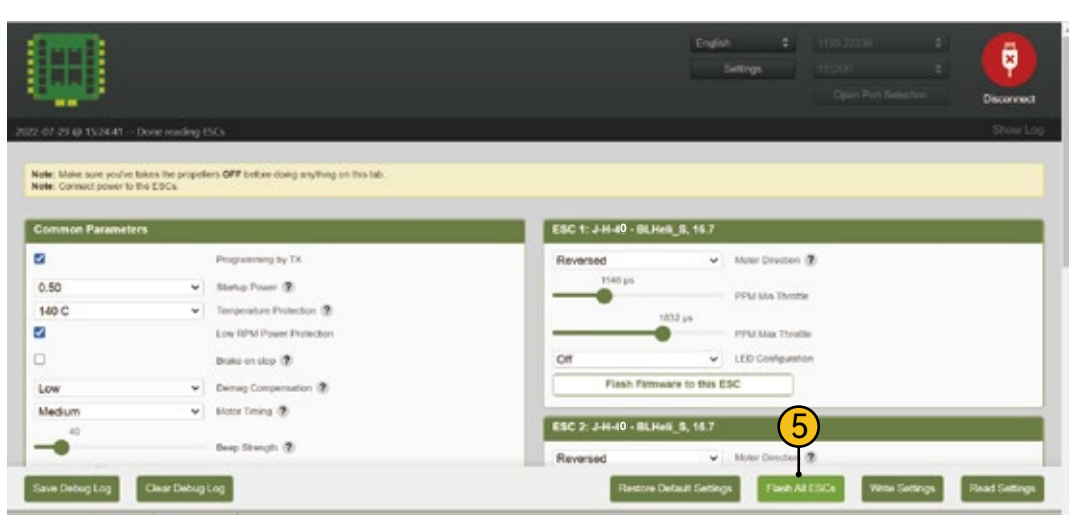 English
Settings
Open Port Selection
Disconnect
2022-07-29 @ 15:24:41 -- Done reading ESCs
Show Log
Note: Make sure you've taken the propellers OFF before doing anything on this tab.
Note: Connect power to the ESCs.
Common Parameters
Programming by TX
0.50 Startup Power ?
140 C Temperature Protection ?
Low RPM Power Protection
Brake on stop ?
Low Demag Compensation ?
Medium Motor Timing ?
40
Beep Strength ?
ESC 1: J-H-40 - BLHeli_S, 16.7
Reversed Motor Direction ?
1148 µs
PPM Min Throttle
1832 µs
PPM Max Throttle
Off LED Configuration
Flash Firmware to this ESC
ESC 2: J-H-40 - BLHeli_S, 16.7
5
Reversed Motor Direction ?
Save Debug Log Clear Debug Log Restore Default Settings Flash All ESCs Write Settings Read Settings